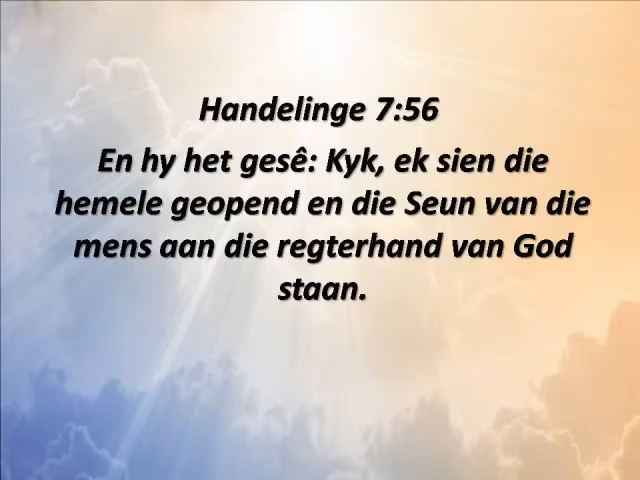 Handelinge 7:56
En hy het gesê: Kyk, ek sien die
hemele geopend en die Seun van die
mens aan die regterhand van God
staan.